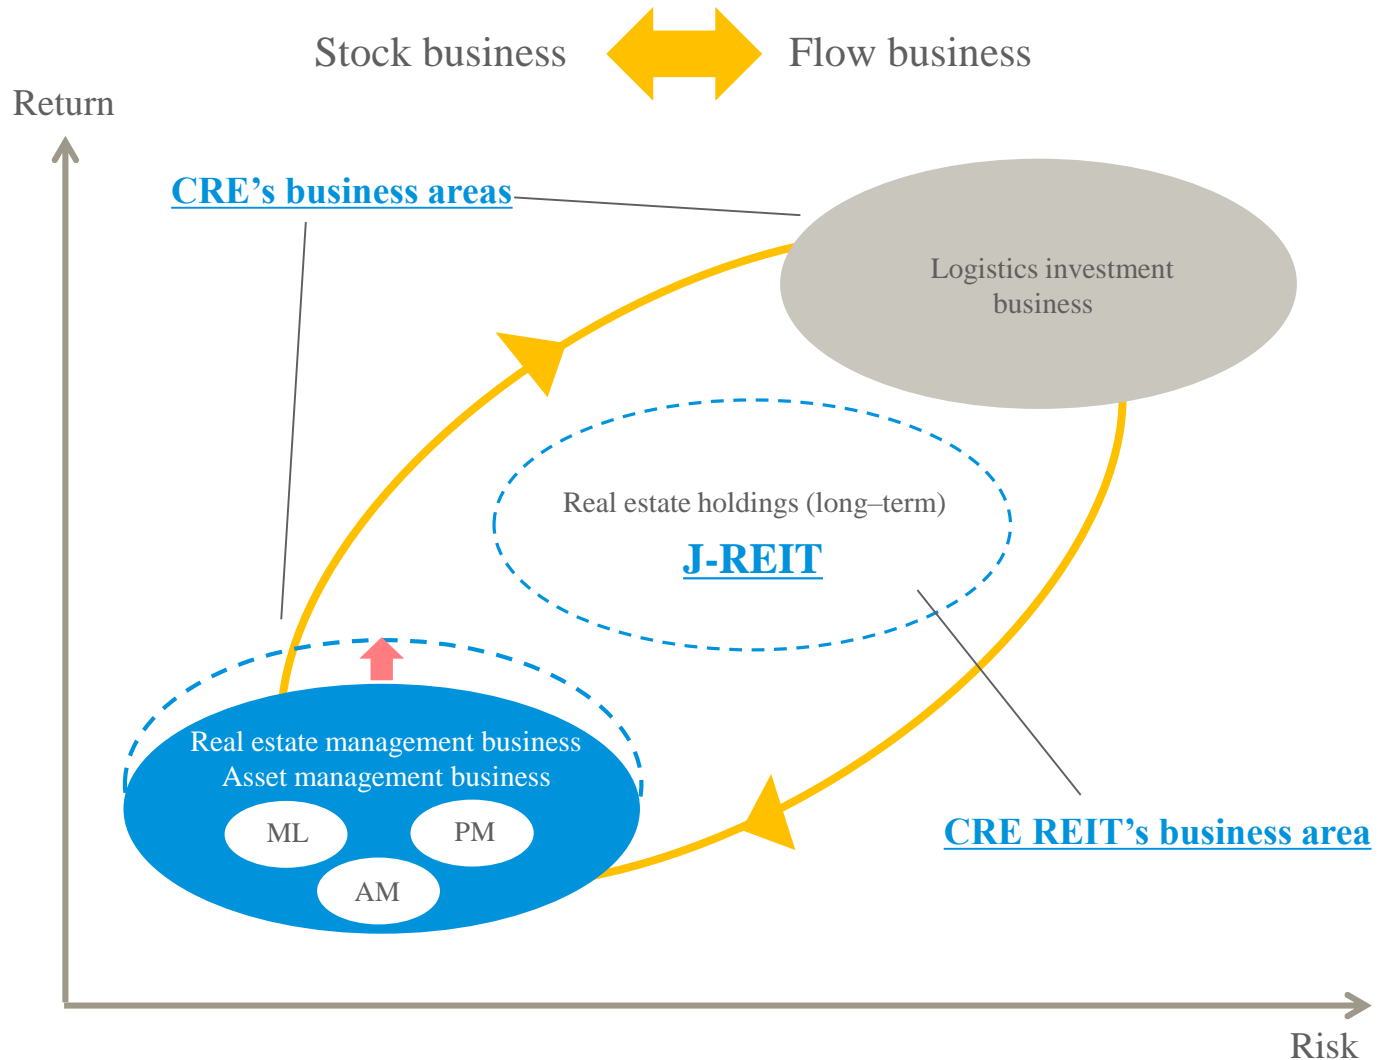 Stock business
Flow business
Return
CRE's business areas
Logistics investment
business
Real estate holdings (long–term)
J-REIT
Real estate management business
Asset management business
ML
PM
AM
CRE REIT's business area
Risk